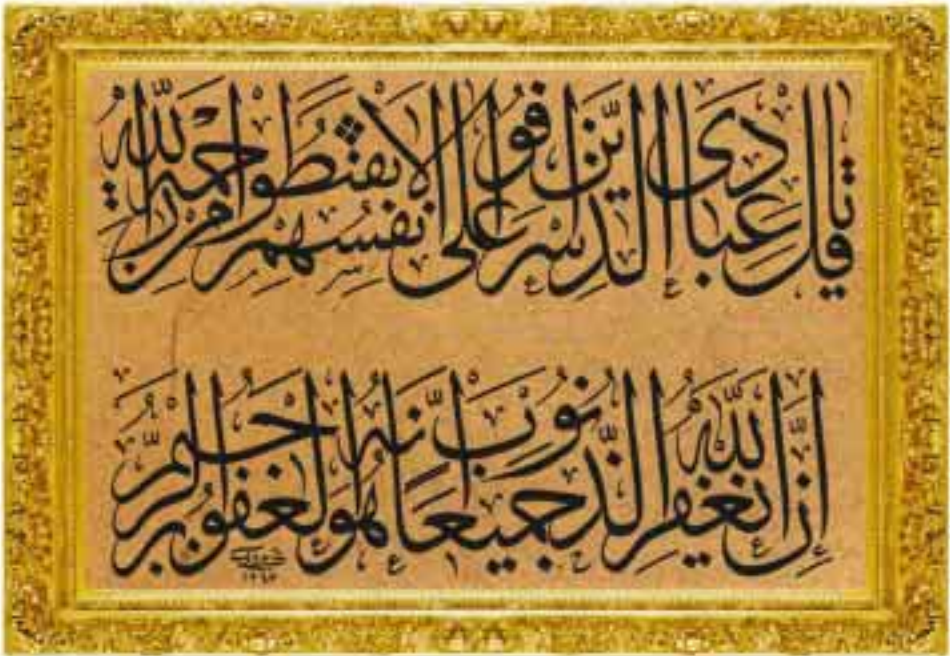 قل يا عبادي الذين أسرفوا على أنفسهم لا تقنطوا من رحمة الله
إن الله يغفر الذنوب جميعا إنه هو الغفور الرحيم